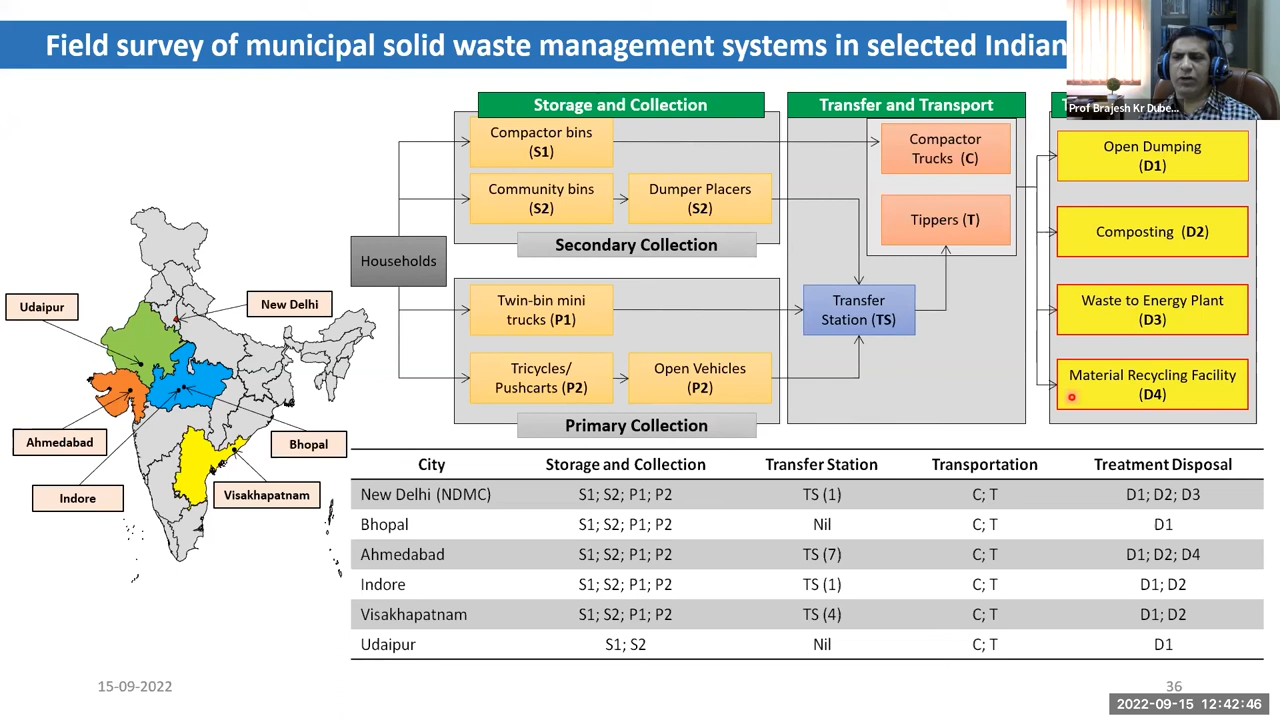 Field survey of municipal solid waste management systems in selected Indian
Prof Brajesh Kr Dube...
Storage and Collection
Transfer and Transport
Compactor bins
(S1)
Community bins
(S2)
Dumper Placers
(S2)
Secondary Collection
Compactor
Trucks (C)
Tippers (T)
Open Dumping
(D1)
Composting (D2)
Households
Twin-bin mini
trucks (P1)
Transfer
Station (TS)
Waste to Energy Plant
(D3)
Tricycles/
Pushcarts (P2)
Open Vehicles
(P2)
Material Recycling Facility
(D4)
Primary Collection
Udaipur
New Delhi
Ahmedabad
Bhopal
Indore
Visakhapatnam
City Storage and Collection Transfer Station Transportation Treatment Disposal
New Delhi (NDMC) S1; S2; P1; P2 TS (1) C; T D1; D2; D3
Bhopal S1; S2; P1; P2 Nil C; T D1
Ahmedabad S1; S2; P1; P2 TS (7) C; T D1; D2; D4
Indore S1; S2; P1; P2 TS (1) C; T D1; D2
Visakhapatnam S1; S2; P1; P2 TS (4) C; T D1; D2
Udaipur S1; S2 Nil C; T D1
15-09-2022
36
2022-09-15 12:42:46